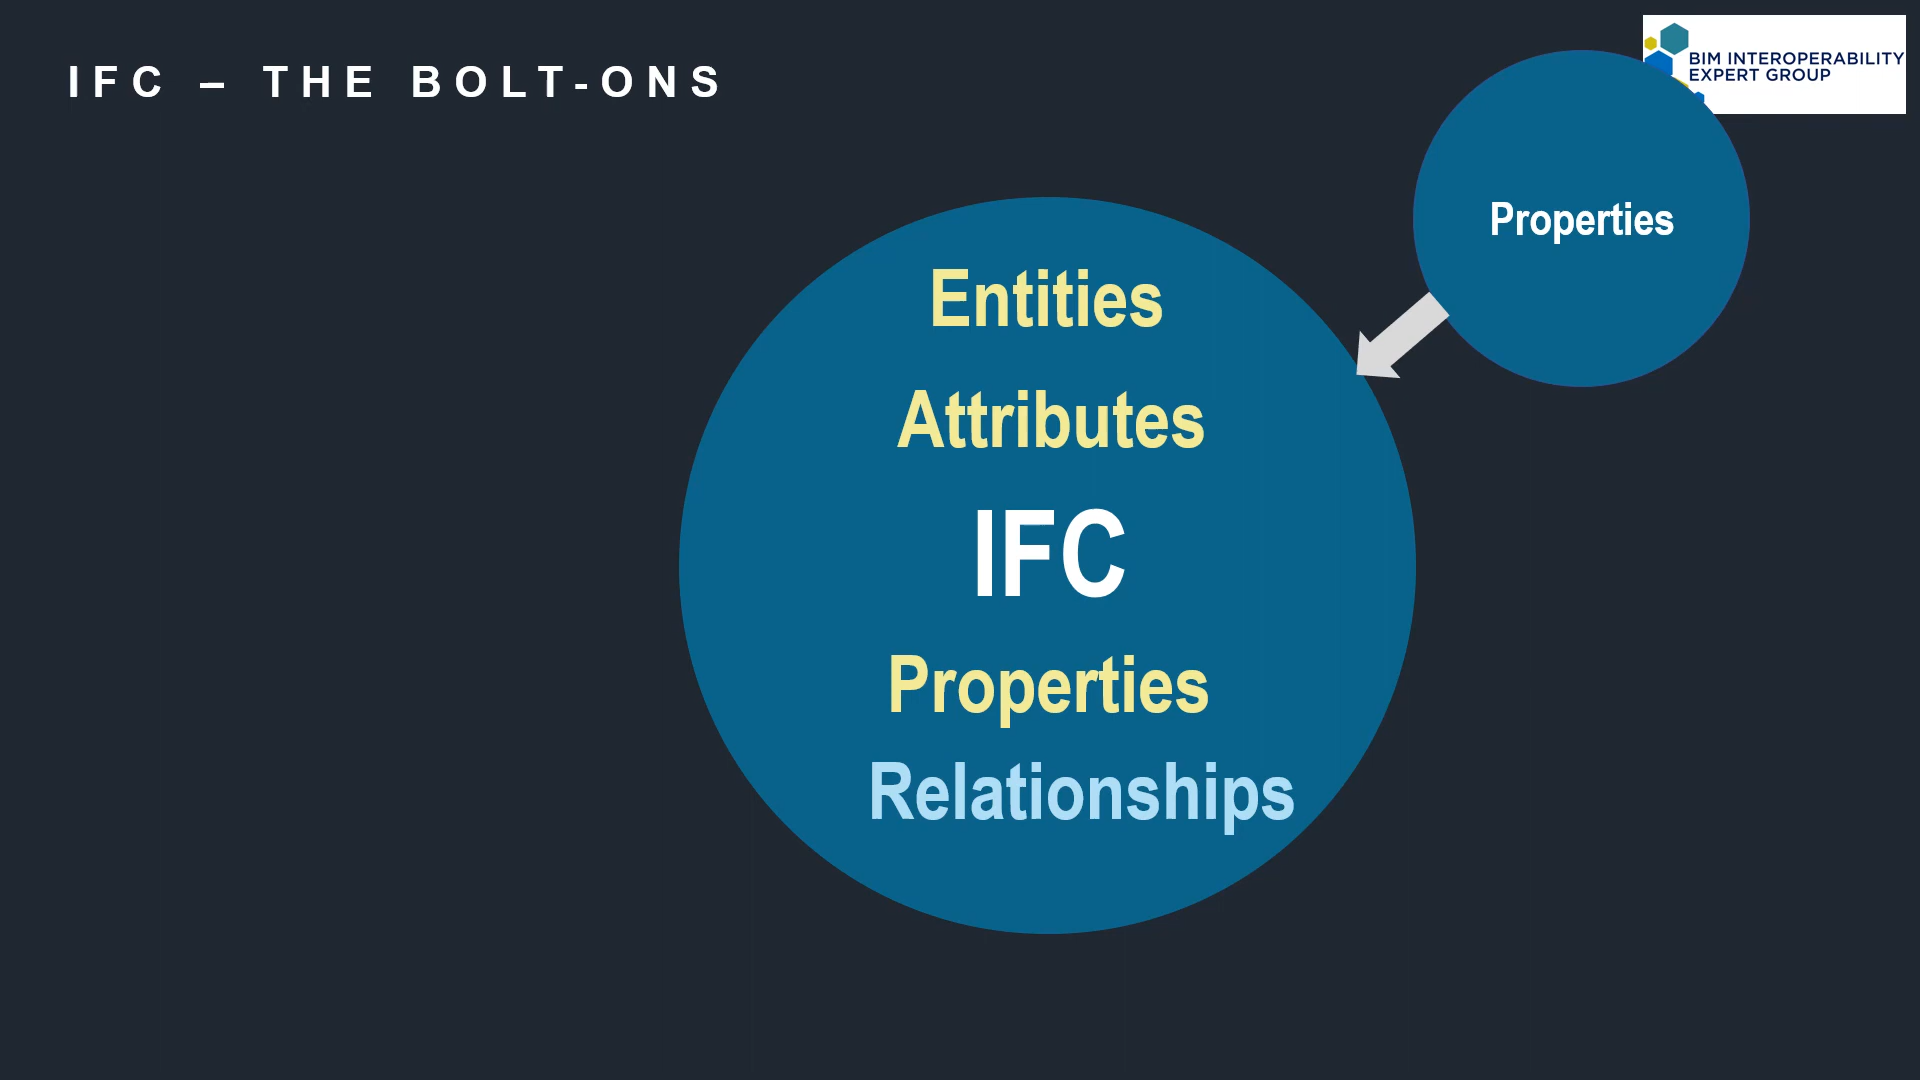 IFC – THE BOLT-ONS
BIM INTEROPERABILITY
EXPERT GROUP
Properties
Entities
Attributes
IFC
Properties
Relationships